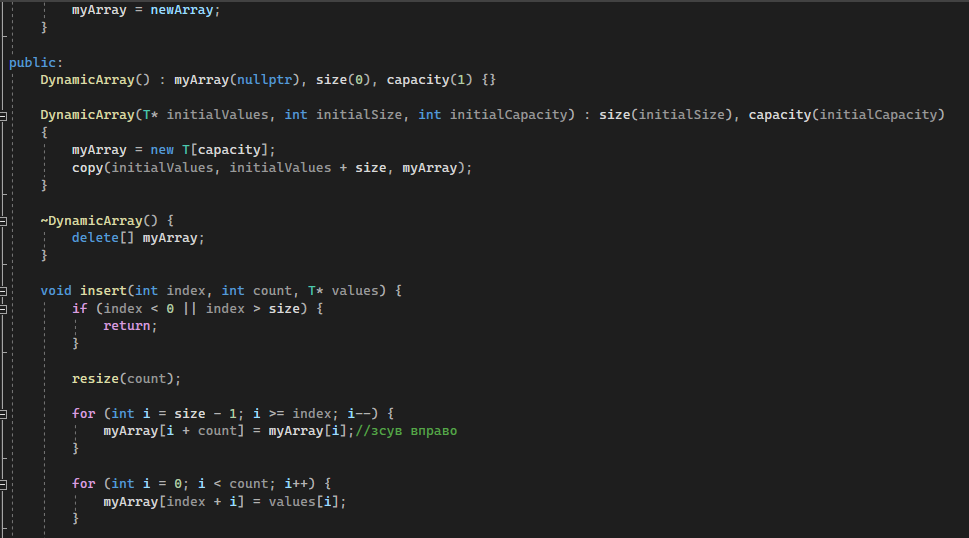 myArray = newArray;
}
public:
DynamicArray() : myArray(nullptr), size(0), capacity(1) {}
DynamicArray(T* initialValues, int initialSize, int initialCapacity) : size(initialSize), capacity(initialCapacity)
{
myArray = new T[capacity];
copy(initialValues, initialValues + size, myArray);
}
~DynamicArray() {
delete[] myArray;
}
void insert(int index, int count, T* values) {
if (index < 0 || index > size) {
return;
}
resize(count);
for (int i = size - 1; i >= index; i--) {
myArray[i + count] = myArray[i];//зсув вправо
}
for (int i = 0; i < count; i++) {
myArray[index + i] = values[i];
}